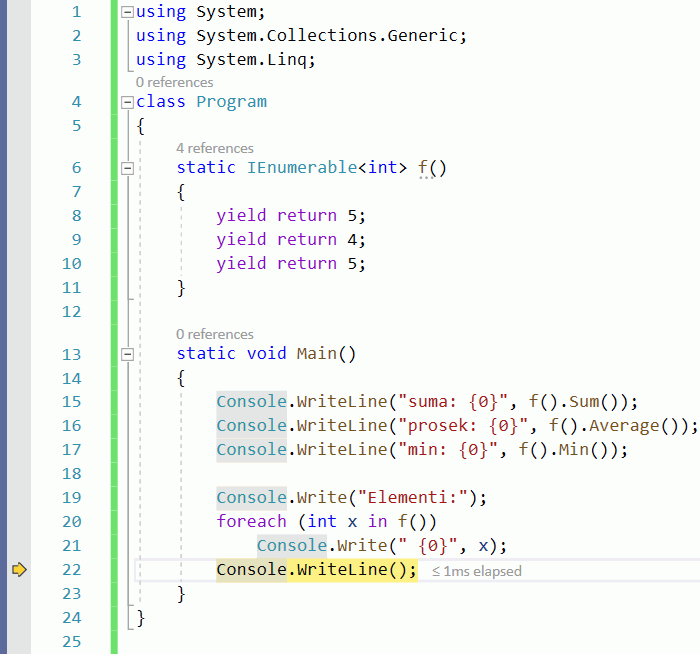 1 using System;
2 using System.Collections.Generic;
3 using System.Linq;
0 references
4 class Program
5 {
4 references
6 static IEnumerable<int> f()
7 {
8 yield return 5;
9 yield return 4;
10 yield return 5;
11 }
12
0 references
13 static void Main()
14 {
15 Console.WriteLine("suma: {0}", f().Sum());
16 Console.WriteLine("prosek: {0}", f().Average());
17 Console.WriteLine("min: {0}", f().Min());
18
19 Console.Write("Elementi:");
20 foreach (int x in f())
21 Console.Write(" {0}", x);
22 Console.WriteLine(); ≤ 1ms elapsed
23 }
24 }
25